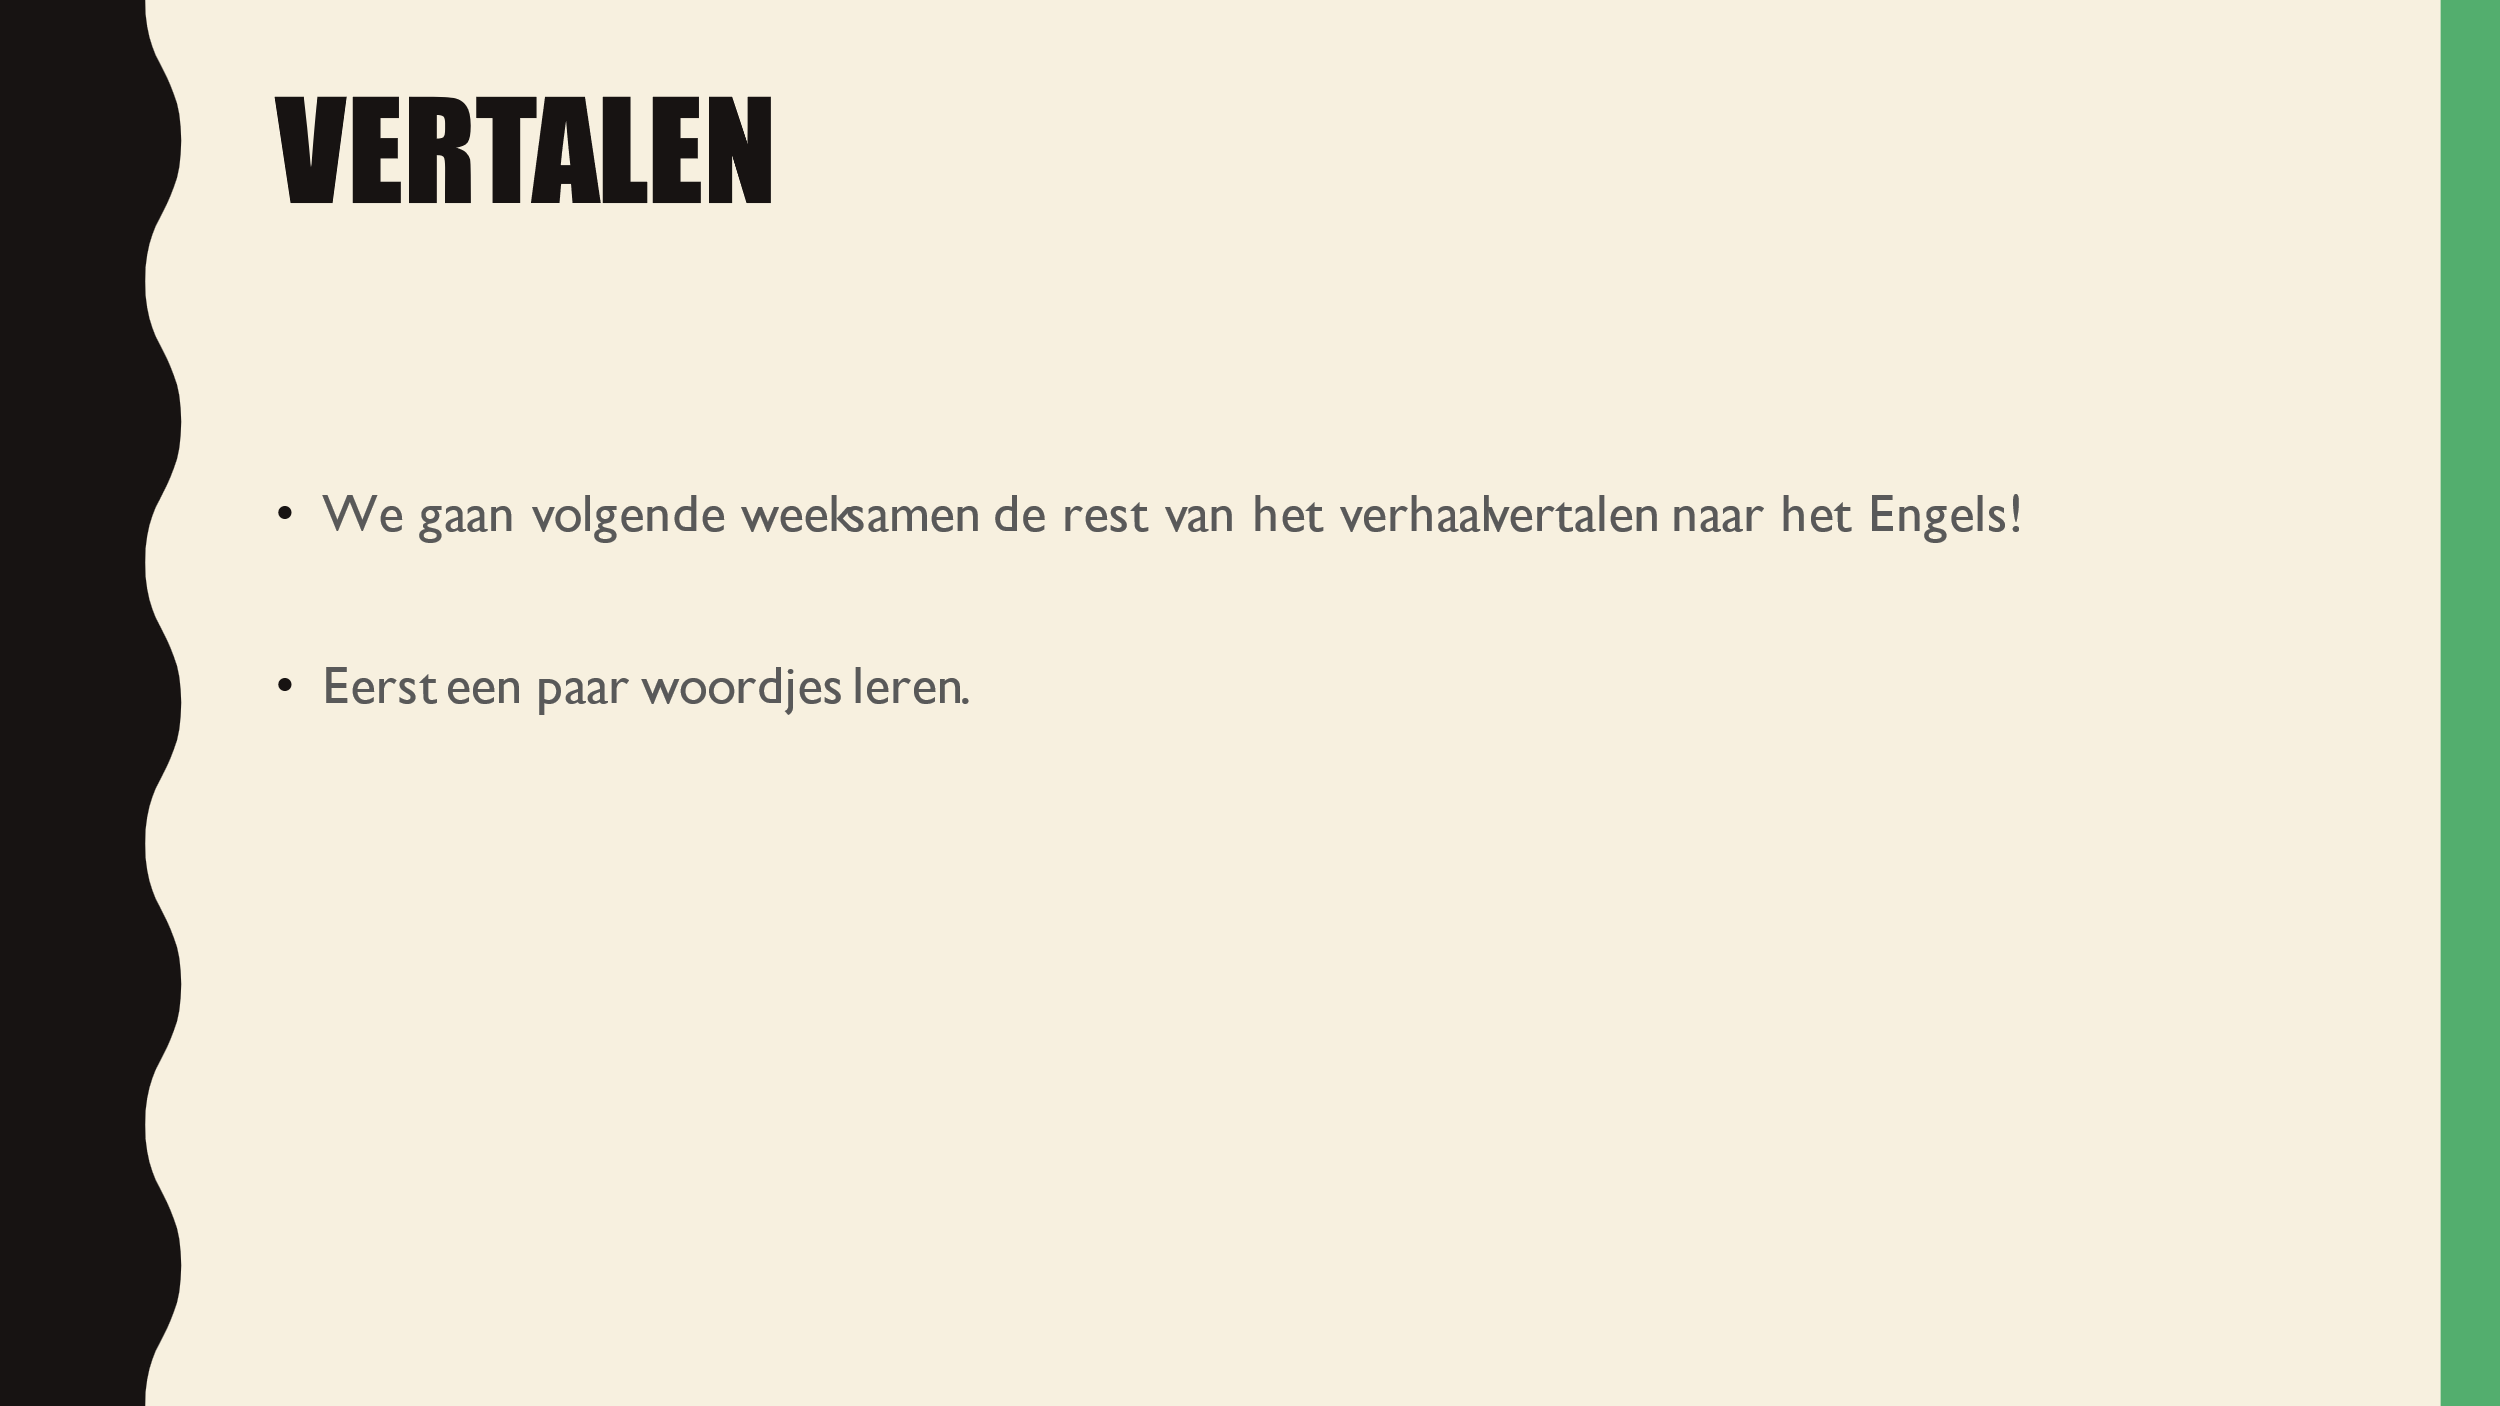 VERTALEN
• We gaan volgende week samen de rest van het verhaal vertalen naar het Engels!
• Eerst een paar woordjes leren.